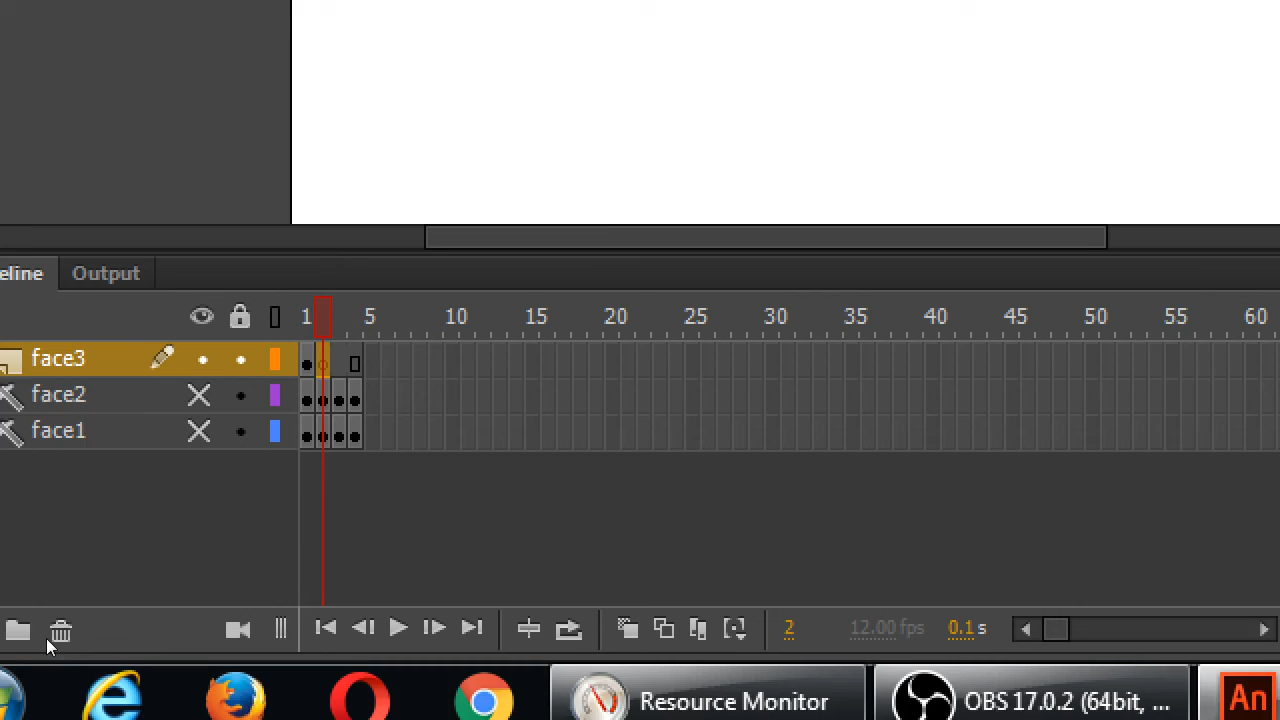 eline Output
1 5 10 15 20 25 30 35 40 45 50 55 60
face3
face2
face1
2 12.00 fps 0.1 s
Resource Monitor OBS 17.0.2 (64bit, ... An